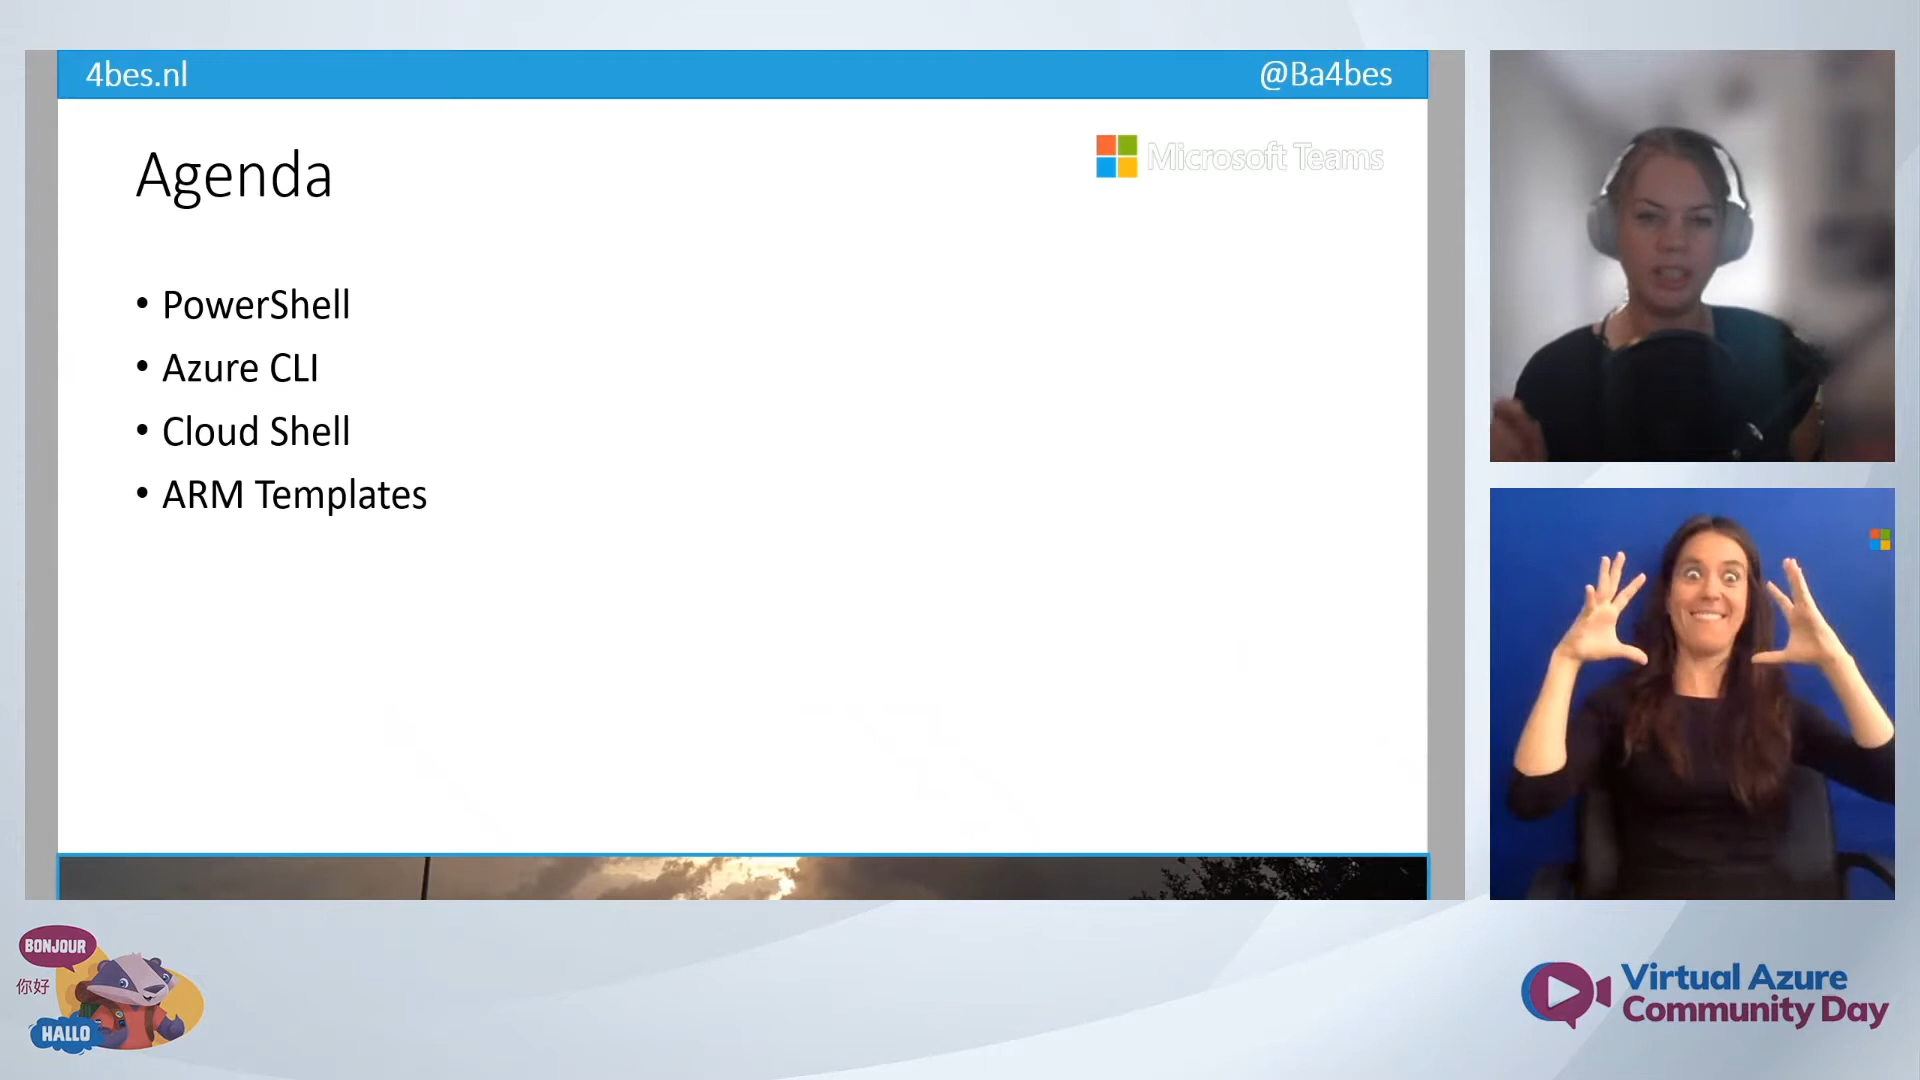 4bes.nl
@Ba4bes
Agenda
Microsoft Teams
• PowerShell
• Azure CLI
• Cloud Shell
• ARM Templates
BONJOUR
你好
HALLO
Virtual Azure
Community Day